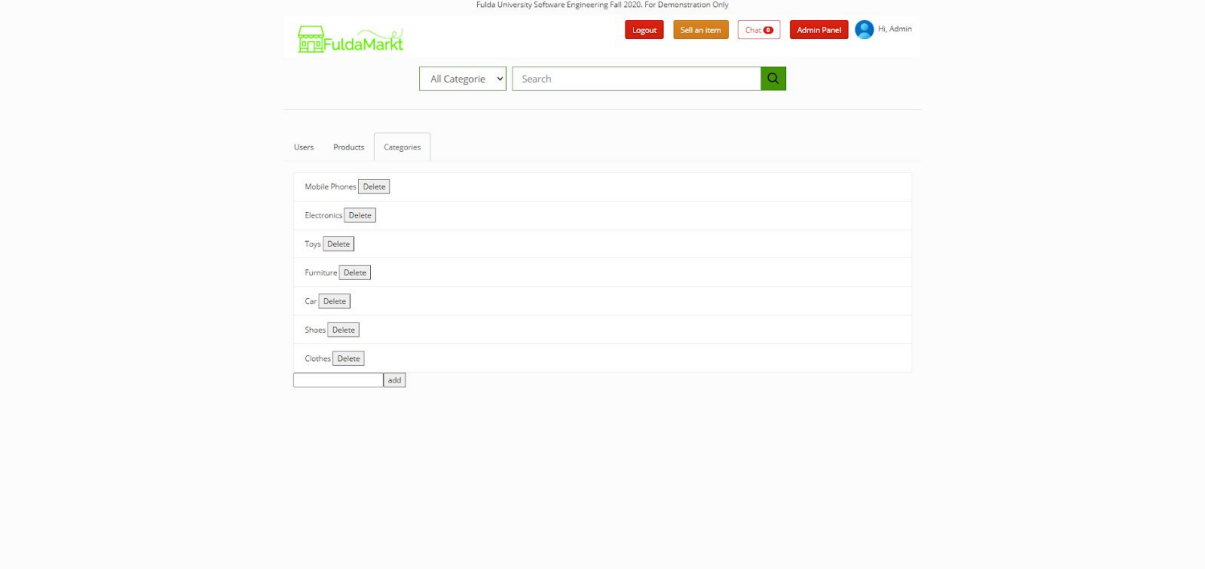 Fulda University Software Engineering Fall 2020. For Demonstration Only
FuldaMarkt
Logout Sell an item Chat 0 Admin Panel Hi, Admin
All Categorie Search
Users Products Categories
Mobile Phones Delete
Electronics Delete
Toys Delete
Furniture Delete
Car Delete
Shoes Delete
Clothes Delete
add